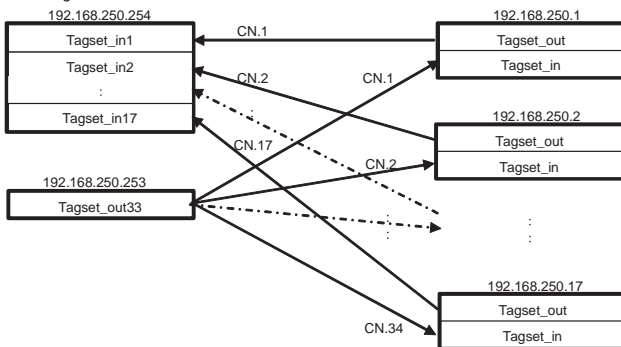 192.168.250.254
Tagset_in1
Tagset_in2
:
Tagset_in17
192.168.250.253
Tagset_out33
CN.1
CN.2
:
CN.17
CN.1
CN.2
:
:
CN.34
192.168.250.1
Tagset_out
Tagset_in
192.168.250.2
Tagset_out
Tagset_in
:
:
192.168.250.17
Tagset_out
Tagset_in